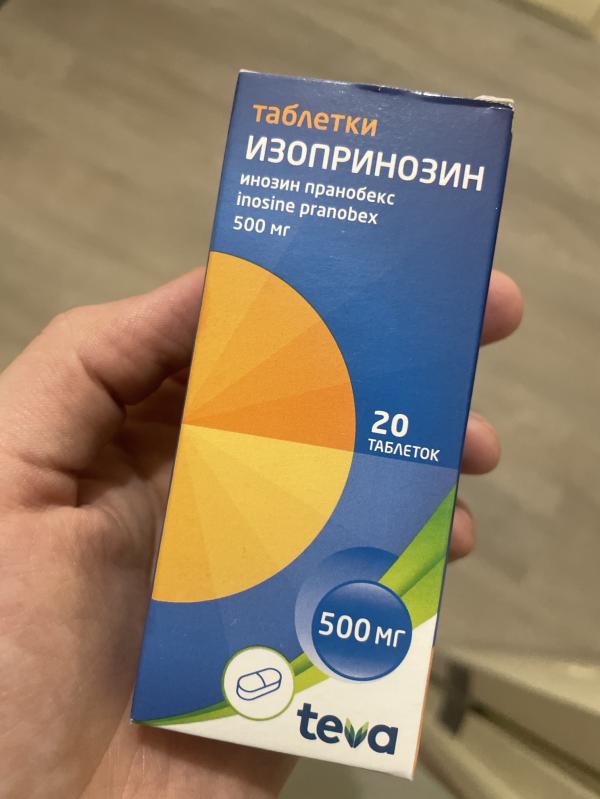 таблетки
ИЗОПРИНОЗИН
инозин пранобекс
inosine pranobex
500 мг
20
ТАБЛЕТОК
500 мг
teva